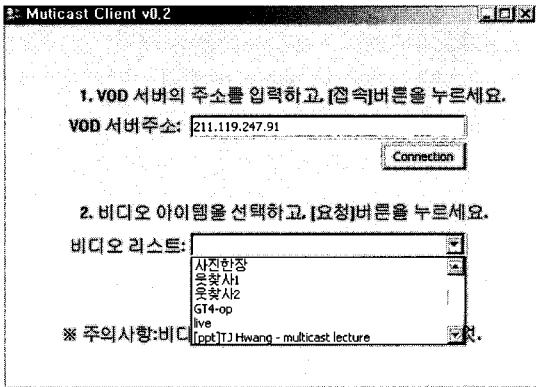 Muticast Client v0.2
1. VOD 서버의 주소를 입력하고, [접속]버튼을 누르세요.
VOD 서버주소: 211.119.247.91
Connection
2. 비디오 아이템을 선택하고, [요청]버튼을 누르세요.
비디오 리스트:
사진한장
웃찾사1
웃찾사2
GT4-op
live
[ppt]TJ Hwang - multicast lecture
※ 주의사항:비디 것.